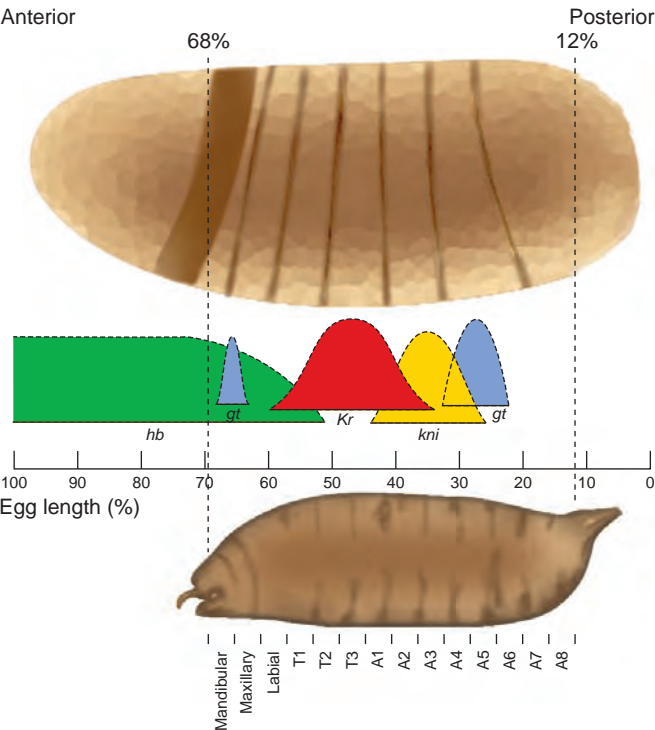 Anterior
Posterior
68%
12%
gt
Kr
gt
hb
kni
100
90
80
70
60
50
40
30
20
10
0
Egg length (%)
Mandibular
Maxillary
Labial
T1
T2
T3
A1
A2
A3
A4
A5
A6
A7
A8